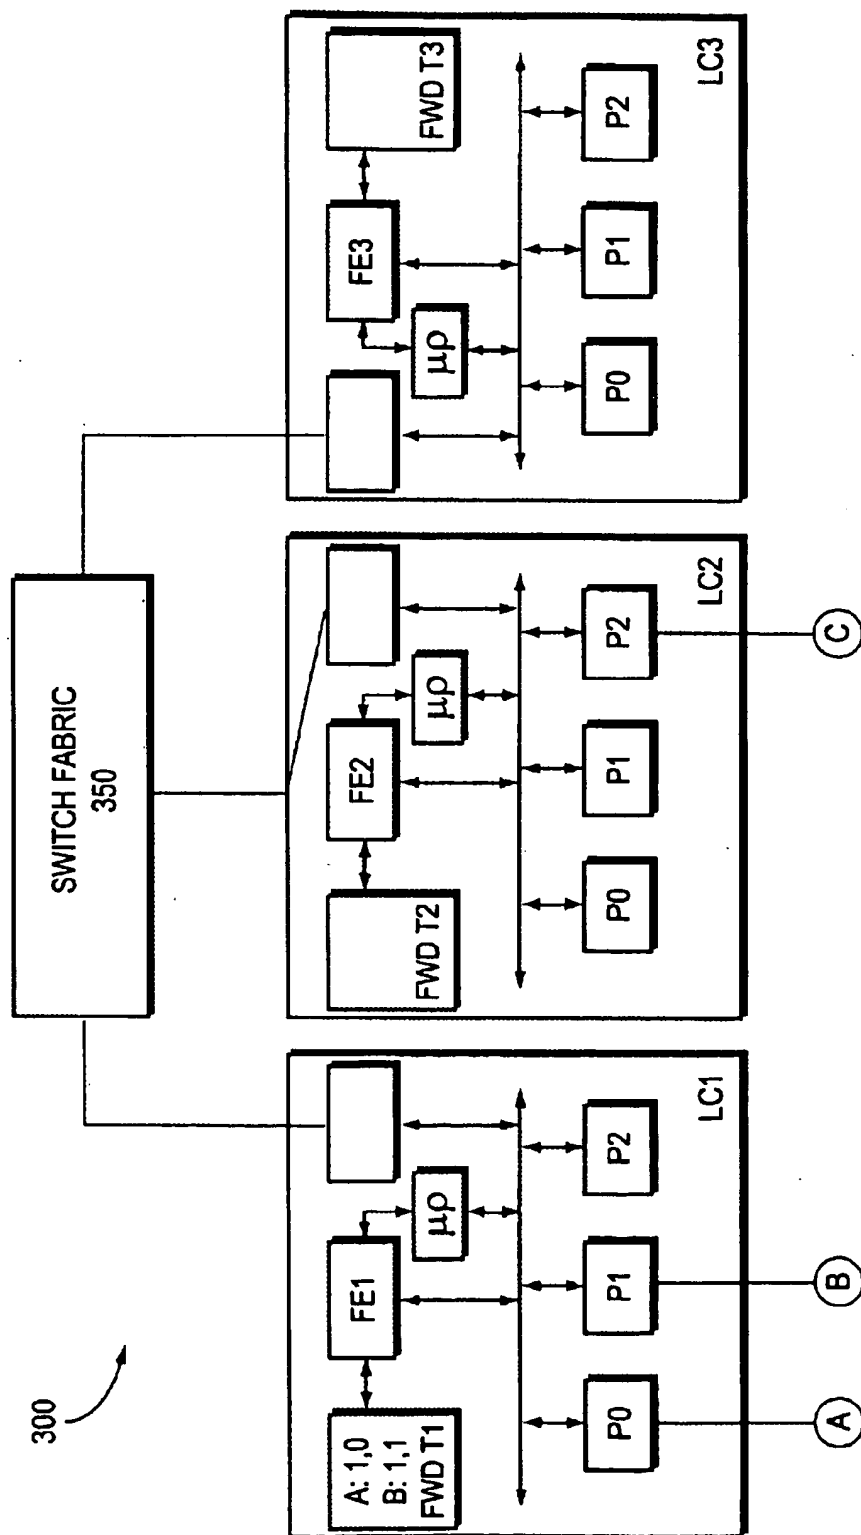 300
SWITCH FABRIC
350
A: 1,0
B: 1,1
FWD T1
FE1
μρ
P0
P1
P2
LC1
A
B
FWD T2
FE2
μρ
P0
P1
P2
LC2
C
FE3
FWD T3
μρ
P0
P1
P2
LC3